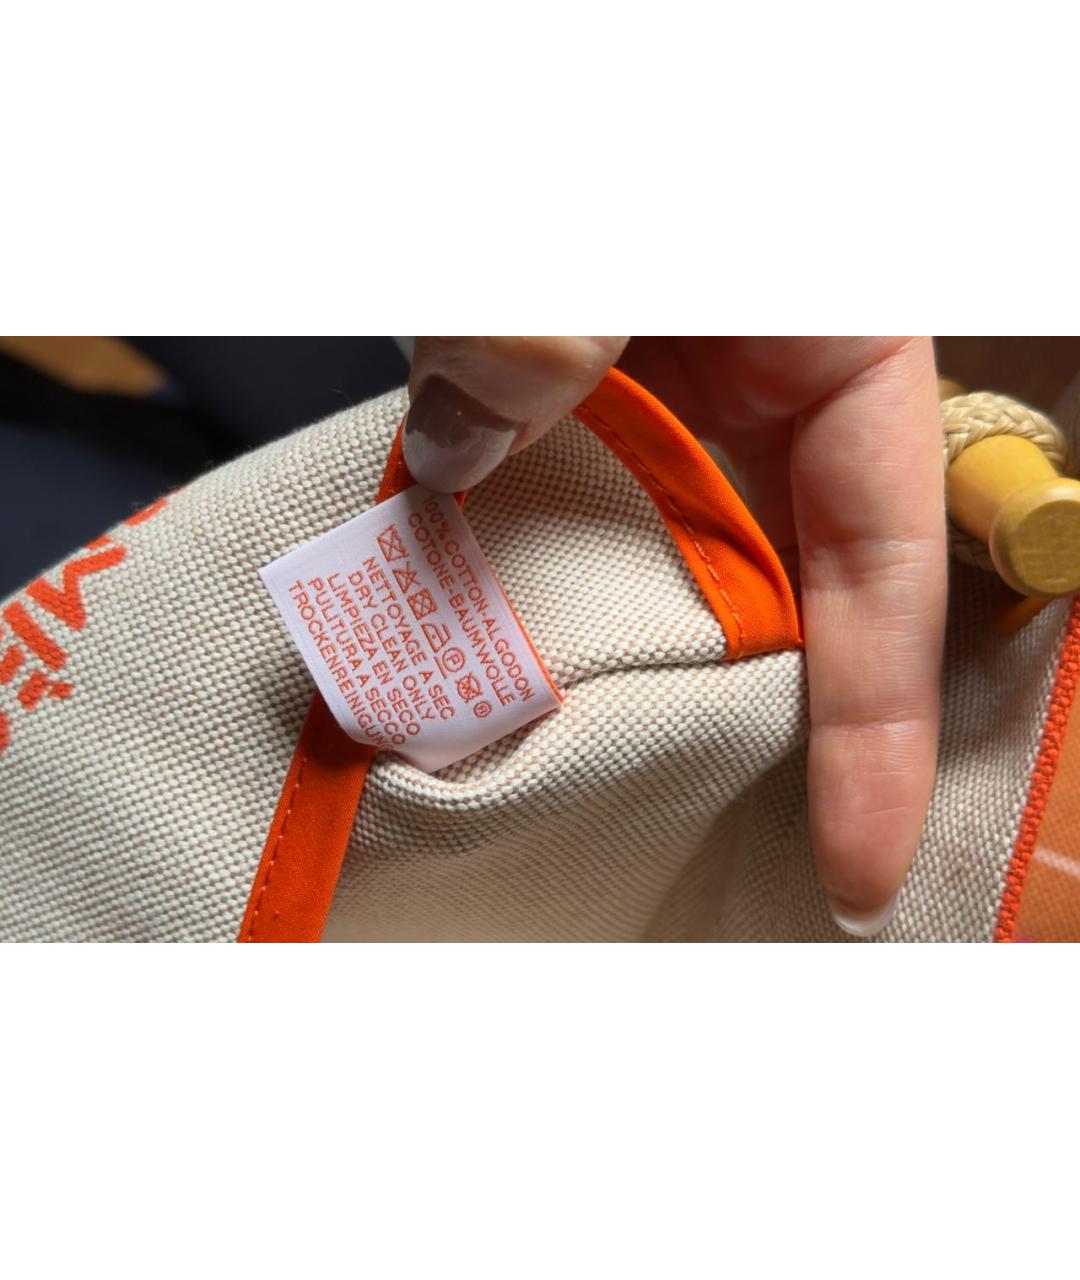 100%COTTON-ALGODON
COTONE-BAUMWOLLE
P
R
NETTOYAGE A SEC
DRY CLEAN ONLY
LIMPIEZA EN SECO
PULITURA A SECCO
TROCKENREINIGUNG